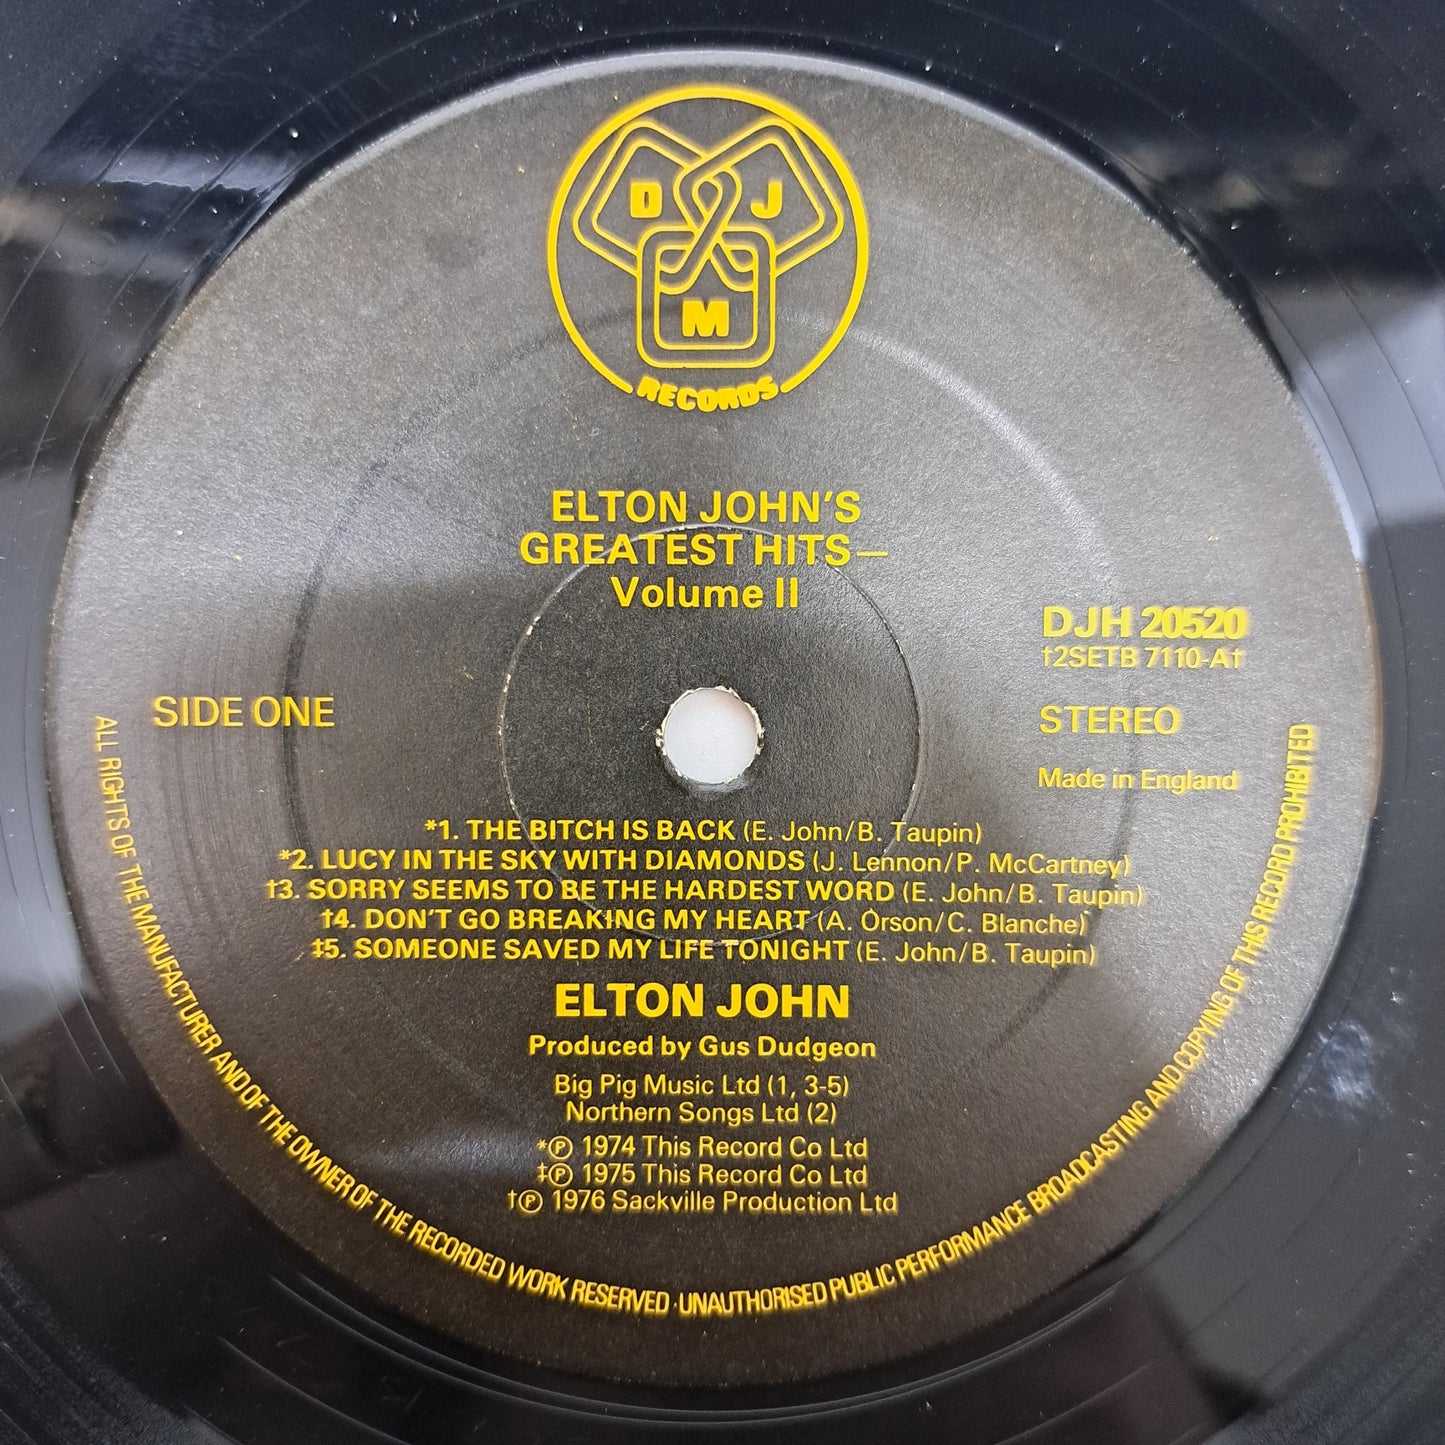 D J
M
RECORDS
ELTON JOHN'S
GREATEST HITS—
Volume II
DJH 20520
†2SETB 7110-A†
SIDE ONE
STEREO
Made in England
*1. THE BITCH IS BACK (E. John/B. Taupin)
*2. LUCY IN THE SKY WITH DIAMONDS (J. Lennon/P. McCartney)
†3. SORRY SEEMS TO BE THE HARDEST WORD (E. John/B. Taupin)
†4. DON'T GO BREAKING MY HEART (A. Orson/C. Blanche)
‡5. SOMEONE SAVED MY LIFE TONIGHT (E. John/B. Taupin)
ELTON JOHN
Produced by Gus Dudgeon
Big Pig Music Ltd (1, 3-5)
Northern Songs Ltd (2)
*℗ 1974 This Record Co Ltd
‡℗ 1975 This Record Co Ltd
†℗ 1976 Sackville Production Ltd
ALL RIGHTS OF THE MANUFACTURER AND OF THE OWNER OF THE RECORDED WORK RESERVED · UNAUTHORISED PUBLIC PERFORMANCE BROADCASTING AND COPYING OF THIS RECORD PROHIBITED